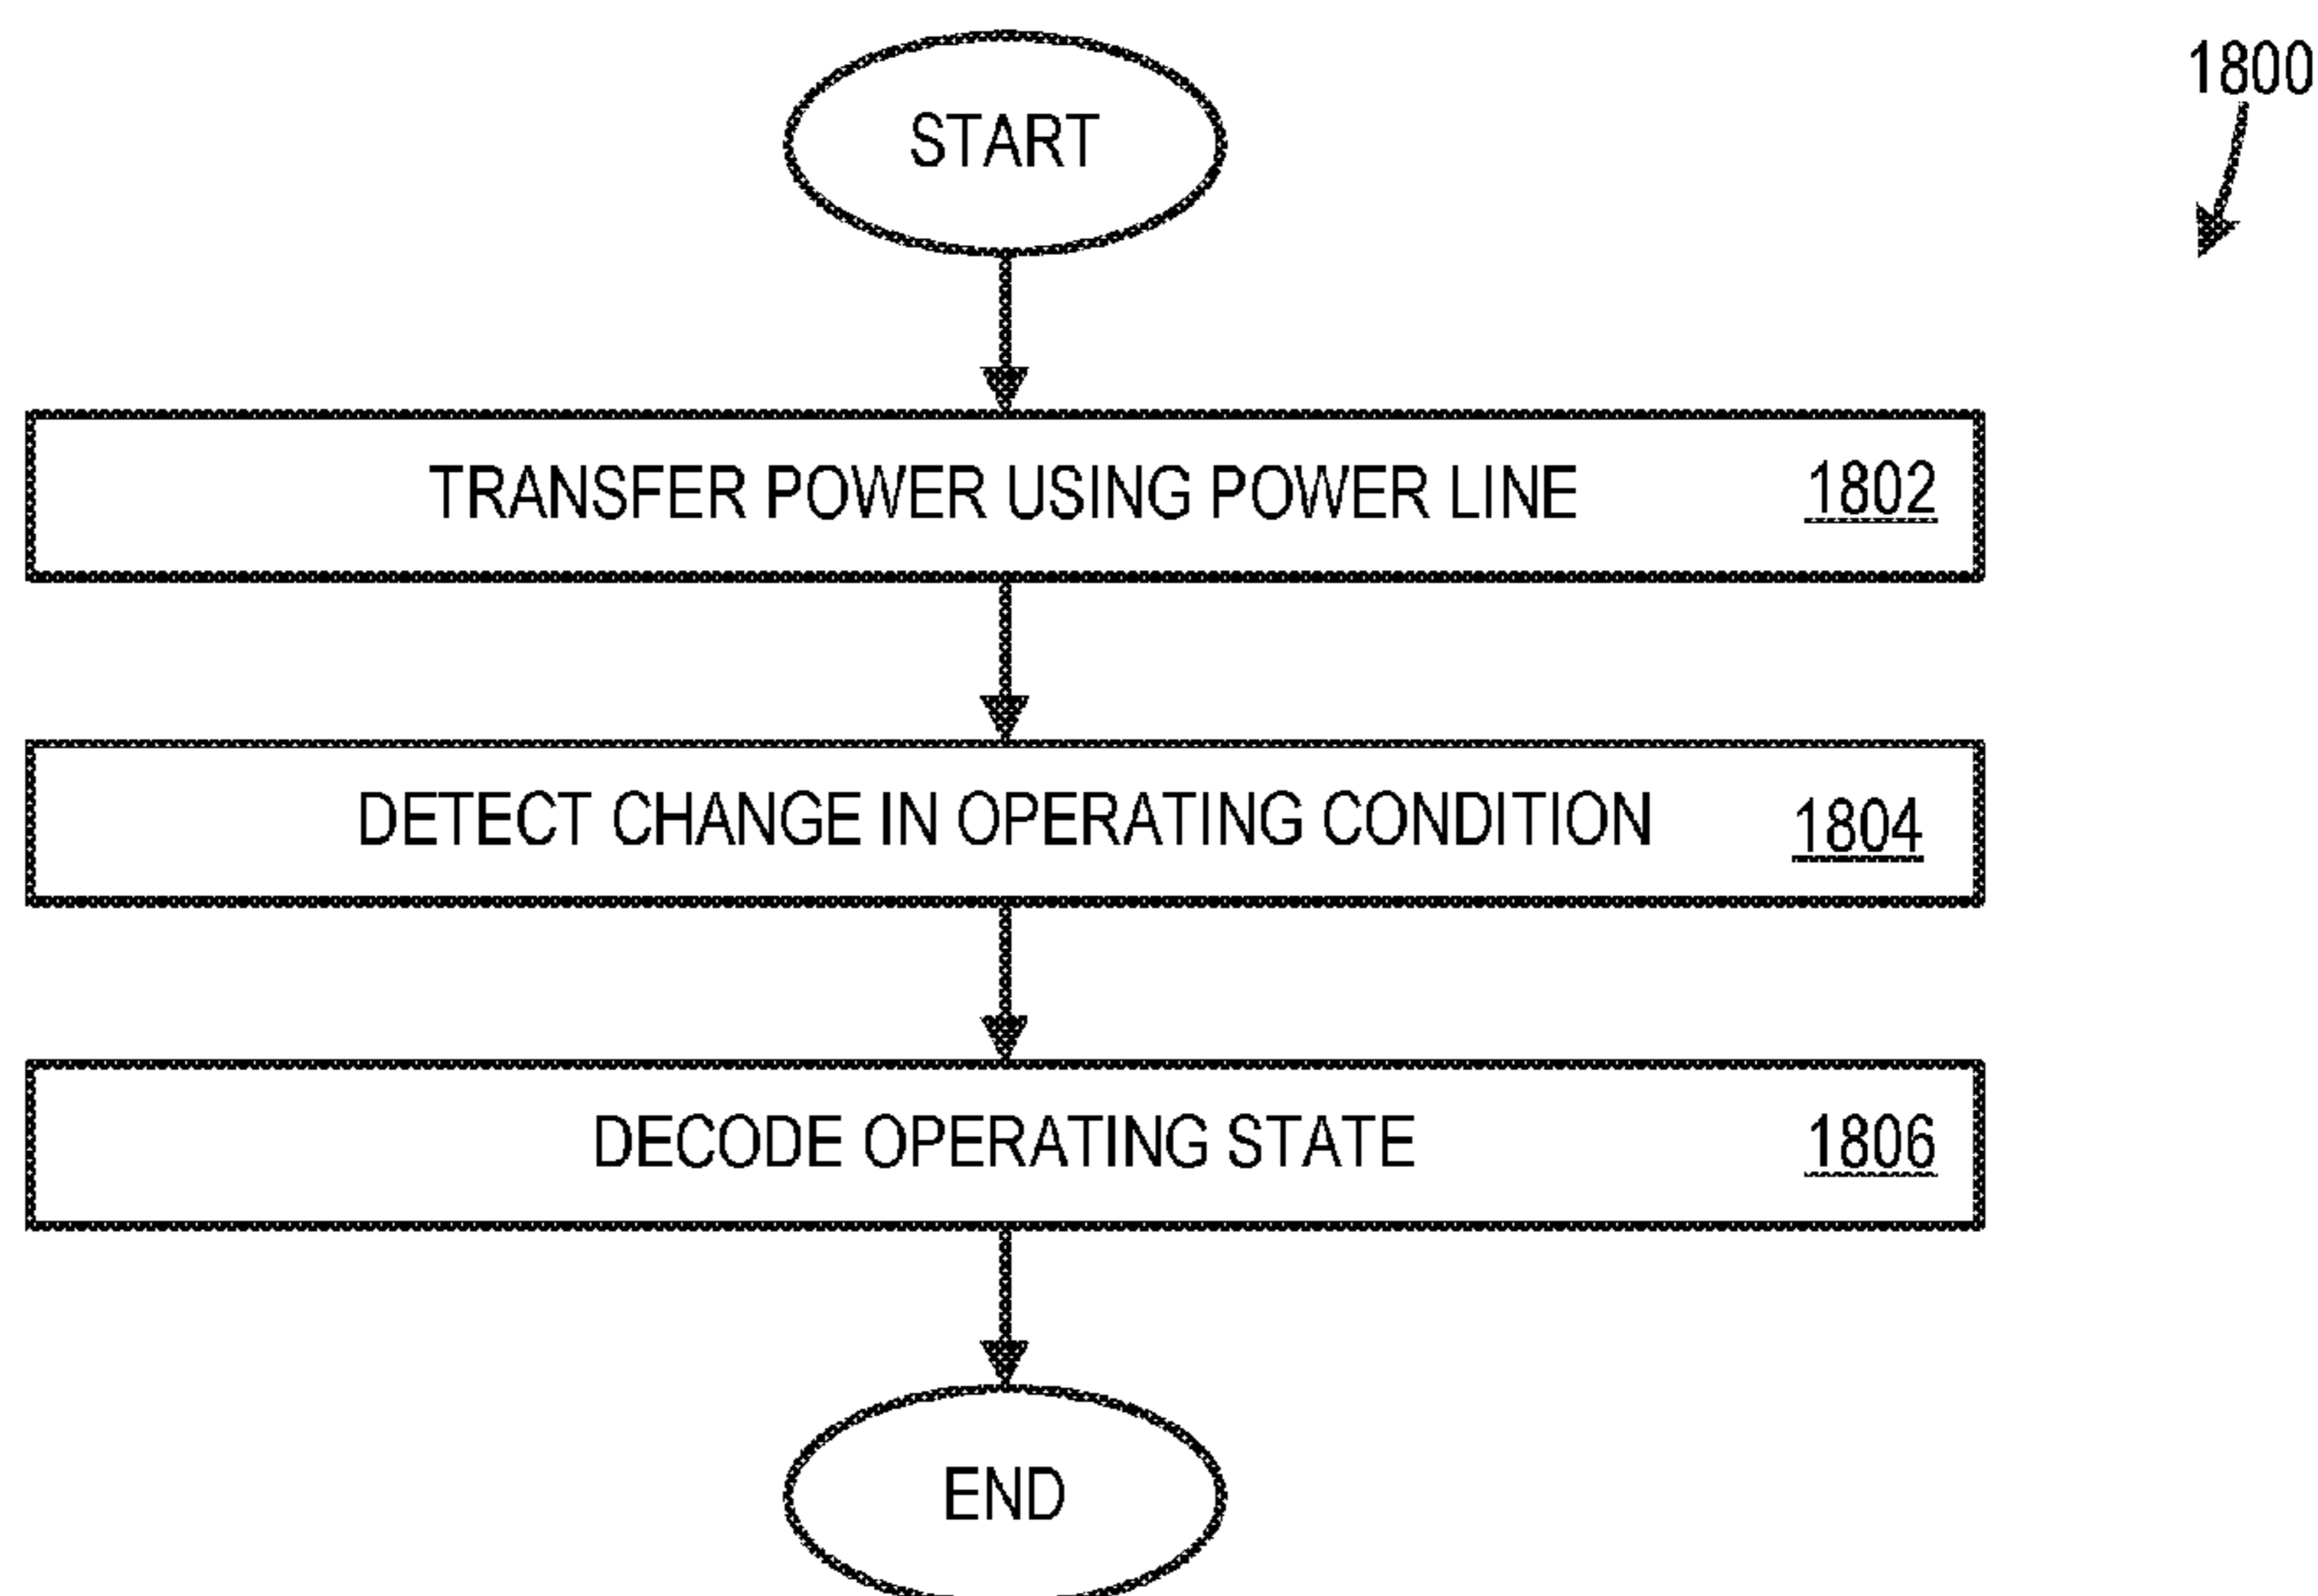 START
1800
TRANSFER POWER USING POWER LINE 1802
DETECT CHANGE IN OPERATING CONDITION 1804
DECODE OPERATING STATE 1806
END